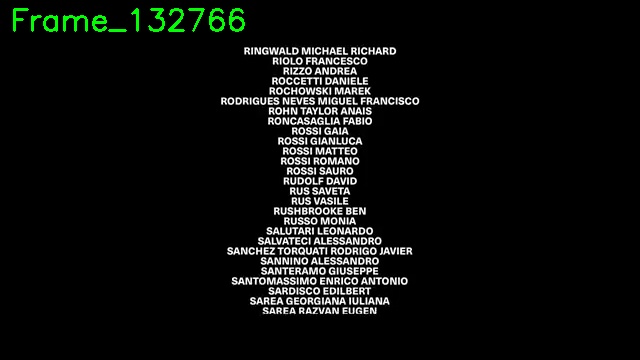 Frame_132766
RINGWALD MICHAEL RICHARD
RIOLO FRANCESCO
RIZZO ANDREA
ROCCETTI DANIELE
ROCHOWSKI MAREK
RODRIGUES NEVES MIGUEL FRANCISCO
ROHN TAYLOR ANAIS
RONCASAGLIA FABIO
ROSSI GAIA
ROSSI GIANLUCA
ROSSI MATTEO
ROSSI ROMANO
ROSSI SAURO
RUDOLF DAVID
RUS SAVETA
RUS VASILE
RUSHBROOKE BEN
RUSSO MONIA
SALUTARI LEONARDO
SALVATECI ALESSANDRO
SANCHEZ TORQUATI RODRIGO JAVIER
SANNINO ALESSANDRO
SANTERAMO GIUSEPPE
SANTOMASSIMO ENRICO ANTONIO
SARDISCO EDILBERT
SAREA GEORGIANA IULIANA
SAREA RAZVAN EUGEN